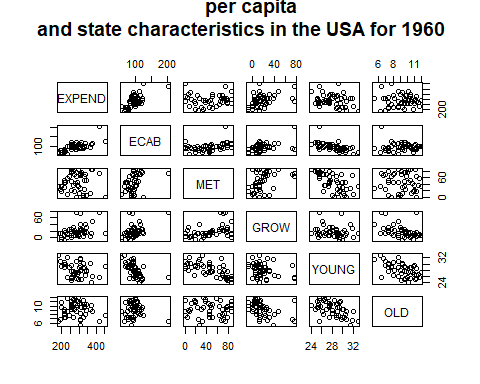 per capita
and state characteristics in the USA for 1960
100 200
0 40 80
6 8 11
EXPEND
200
100
ECAB
MET
0 60
0 60
GROW
YOUNG
24 32
6 10
OLD
200 400
0 40 80
24 28 32